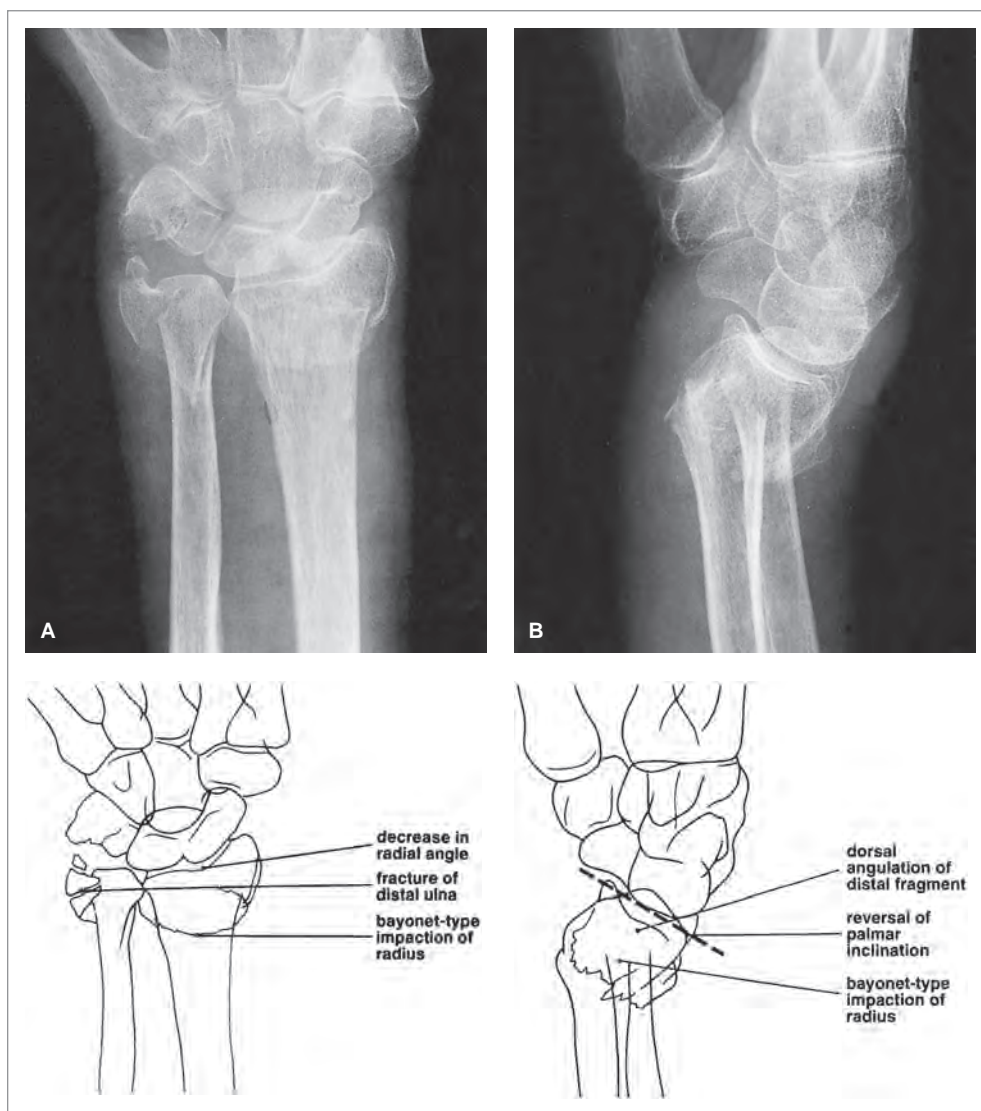 A
B
decrease in
radial angle
fracture of
distal ulna
bayonet-type
impaction of
radius
dorsal
angulation of
distal fragment
reversal of
palmar
inclination
bayonet-type
impaction of
radius